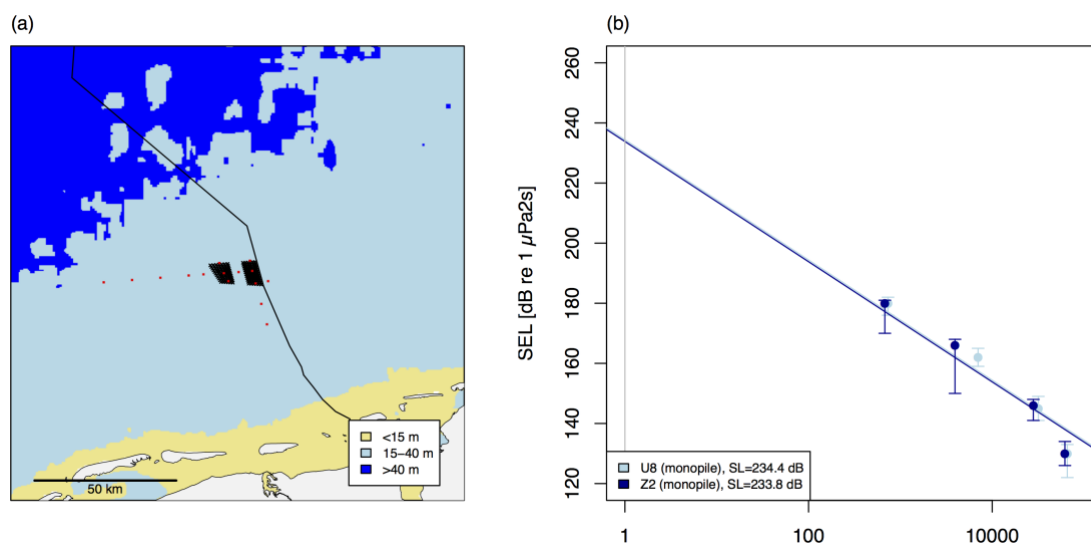 (a)
<15 m
15–40 m
>40 m
50 km
(b)
SEL [dB re 1 µPa2s]
260
240
220
200
180
160
140
120
U8 (monopile), SL=234.4 dB
Z2 (monopile), SL=233.8 dB
1
100
10000